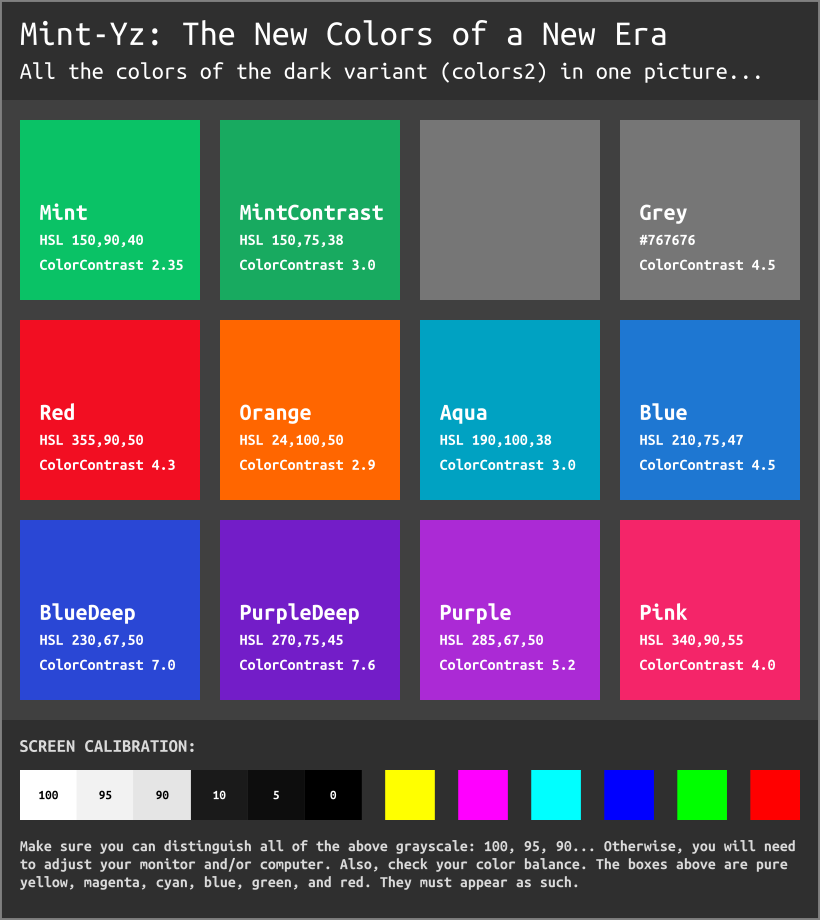 Mint-Yz: The New Colors of a New Era
All the colors of the dark variant (colors2) in one picture...
Mint
HSL 150,90,40
ColorContrast 2.35
MintContrast
HSL 150,75,38
ColorContrast 3.0
Grey
#767676
ColorContrast 4.5
Red
HSL 355,90,50
ColorContrast 4.3
Orange
HSL 24,100,50
ColorContrast 2.9
Aqua
HSL 190,100,38
ColorContrast 3.0
Blue
HSL 210,75,47
ColorContrast 4.5
BlueDeep
HSL 230,67,50
ColorContrast 7.0
PurpleDeep
HSL 270,75,45
ColorContrast 7.6
Purple
HSL 285,67,50
ColorContrast 5.2
Pink
HSL 340,90,55
ColorContrast 4.0
SCREEN CALIBRATION:
100 95 90 10 5 0
Make sure you can distinguish all of the above grayscale: 100, 95, 90... Otherwise, you will need
to adjust your monitor and/or computer. Also, check your color balance. The boxes above are pure
yellow, magenta, cyan, blue, green, and red. They must appear as such.